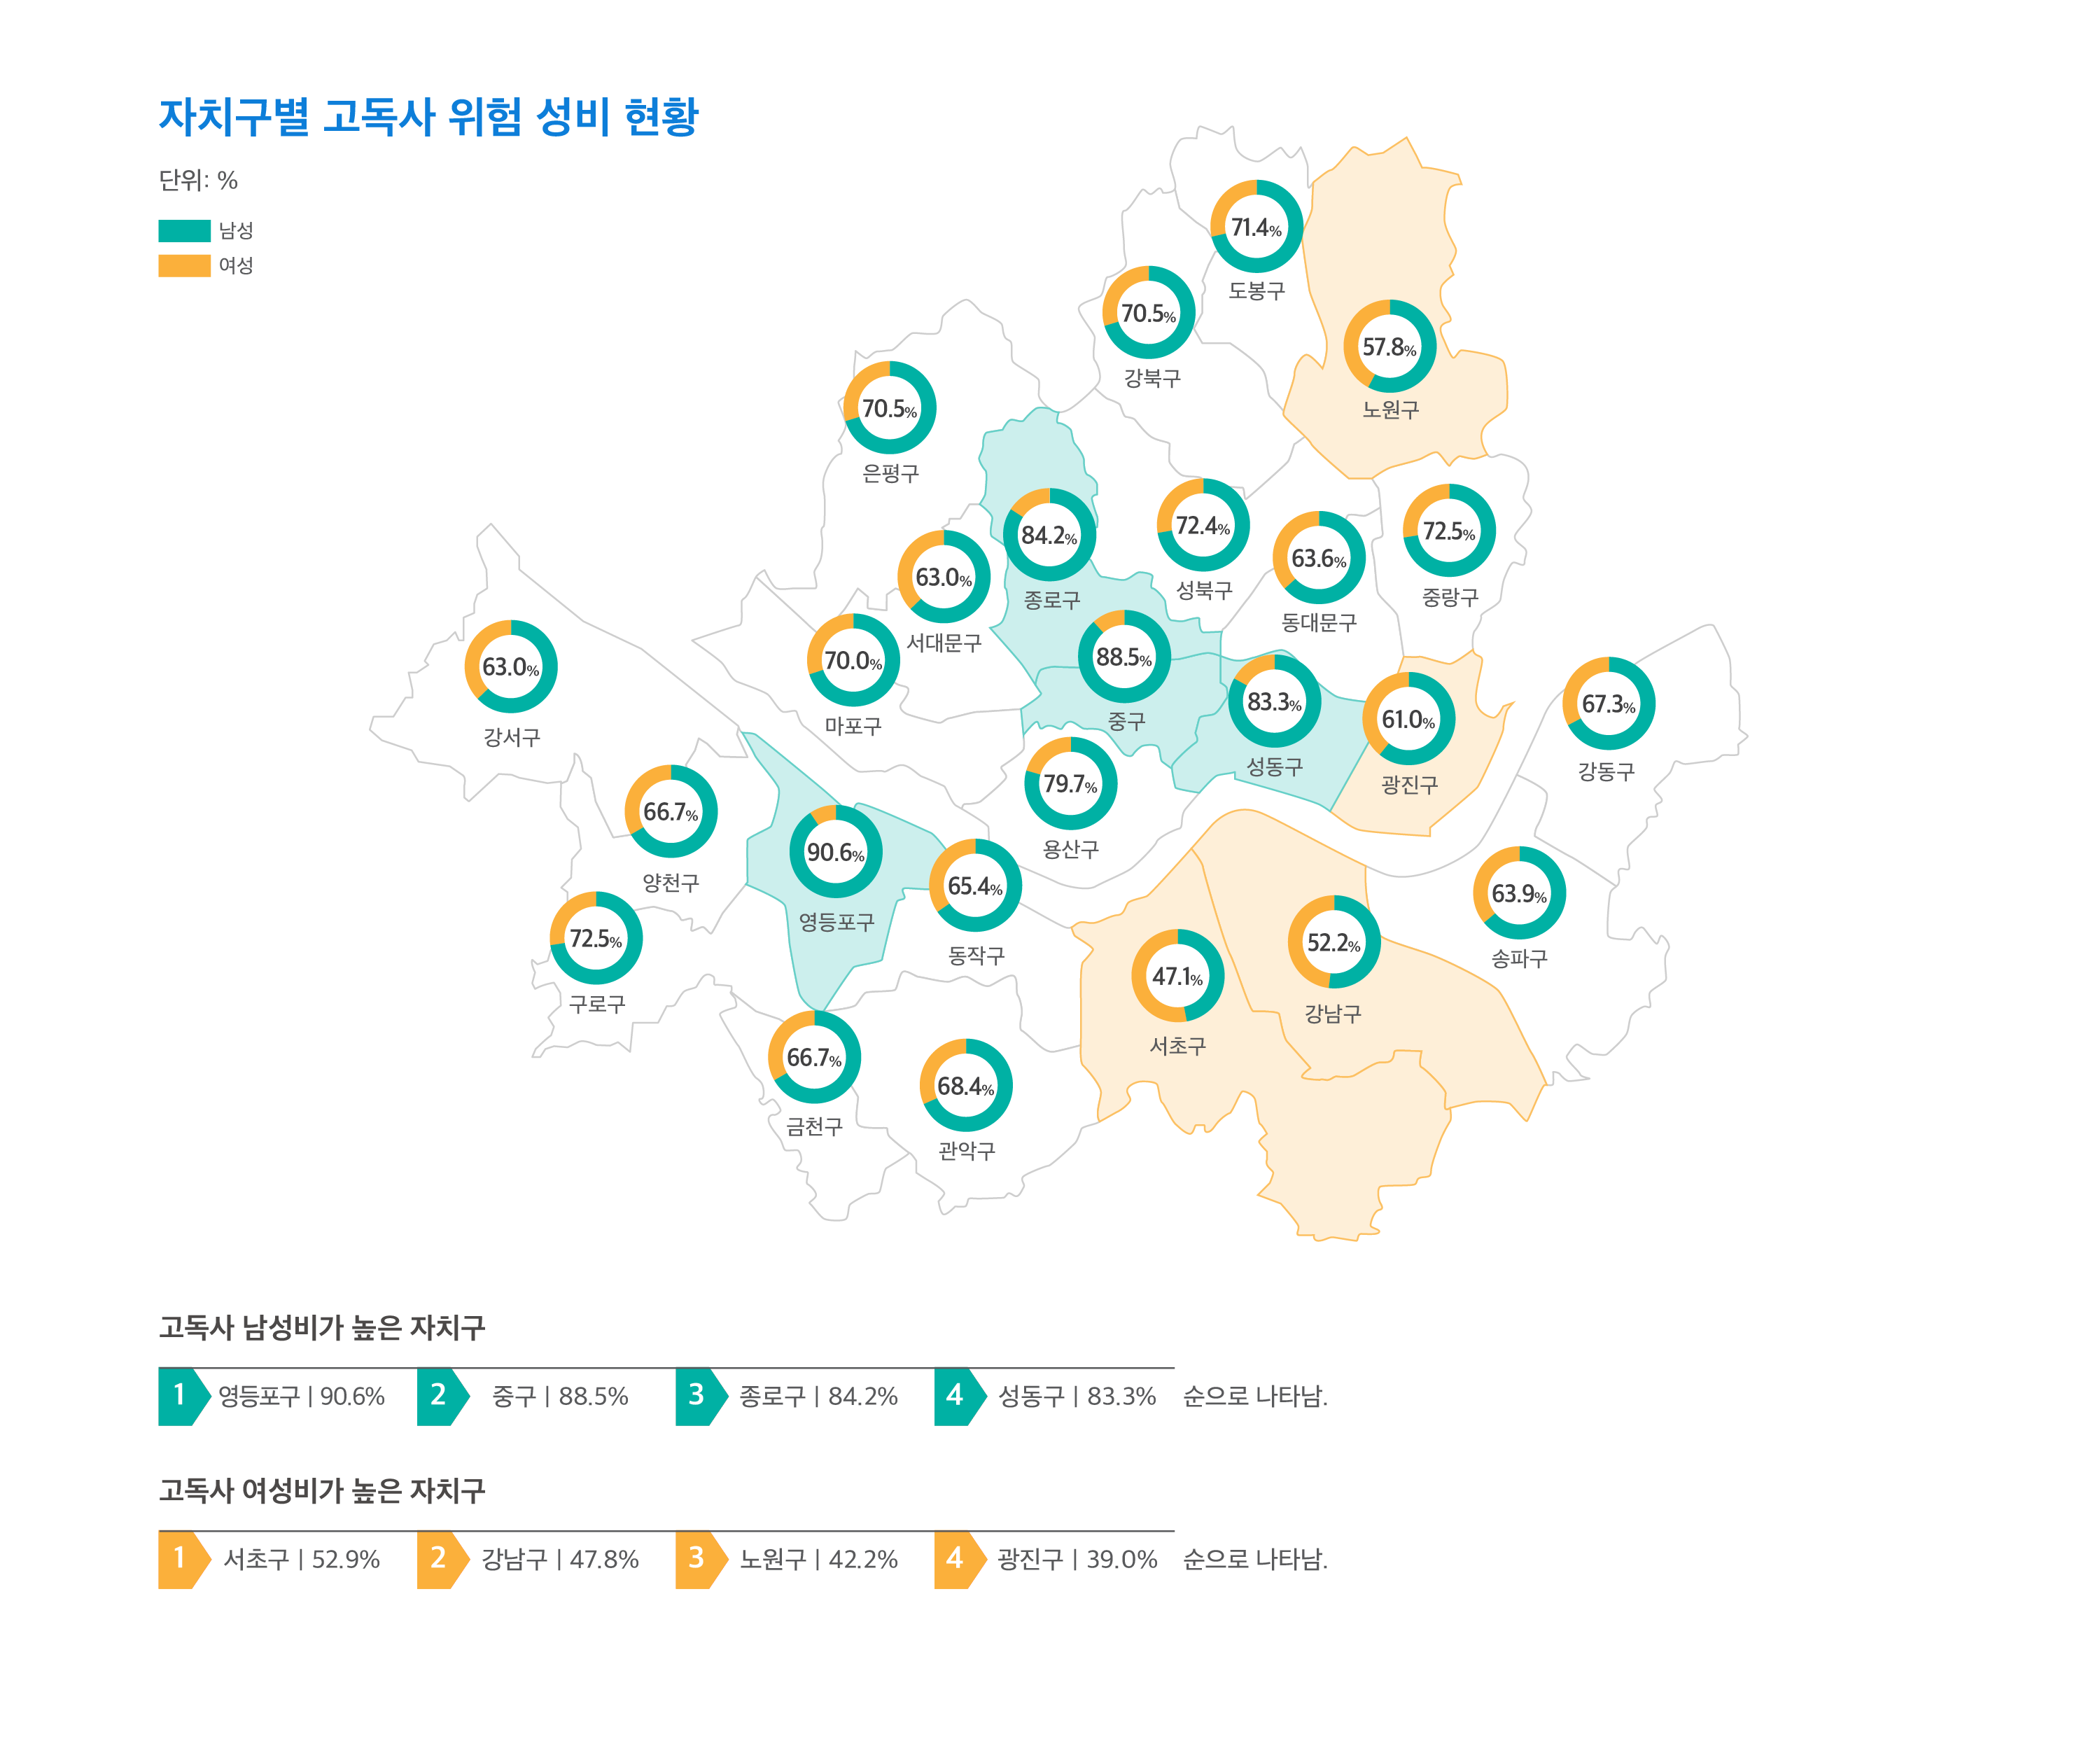 자치구별 고독사 위험 성비 현황
단위: %
남성
여성
71.4%
도봉구
70.5%
강북구
57.8%
노원구
70.5%
은평구
84.2%
종로구
72.4%
성북구
63.6%
동대문구
72.5%
중랑구
63.0%
서대문구
63.0%
강서구
70.0%
마포구
88.5%
중구
83.3%
성동구
61.0%
광진구
67.3%
강동구
66.7%
양천구
79.7%
용산구
90.6%
영등포구
65.4%
동작구
63.9%
송파구
72.5%
구로구
52.2%
강남구
47.1%
서초구
66.7%
금천구
68.4%
관악구
고독사 남성비가 높은 자치구
1 영등포구 | 90.6% 2 중구 | 88.5% 3 종로구 | 84.2% 4 성동구 | 83.3% 순으로 나타남.
고독사 여성비가 높은 자치구
1 서초구 | 52.9% 2 강남구 | 47.8% 3 노원구 | 42.2% 4 광진구 | 39.0% 순으로 나타남.